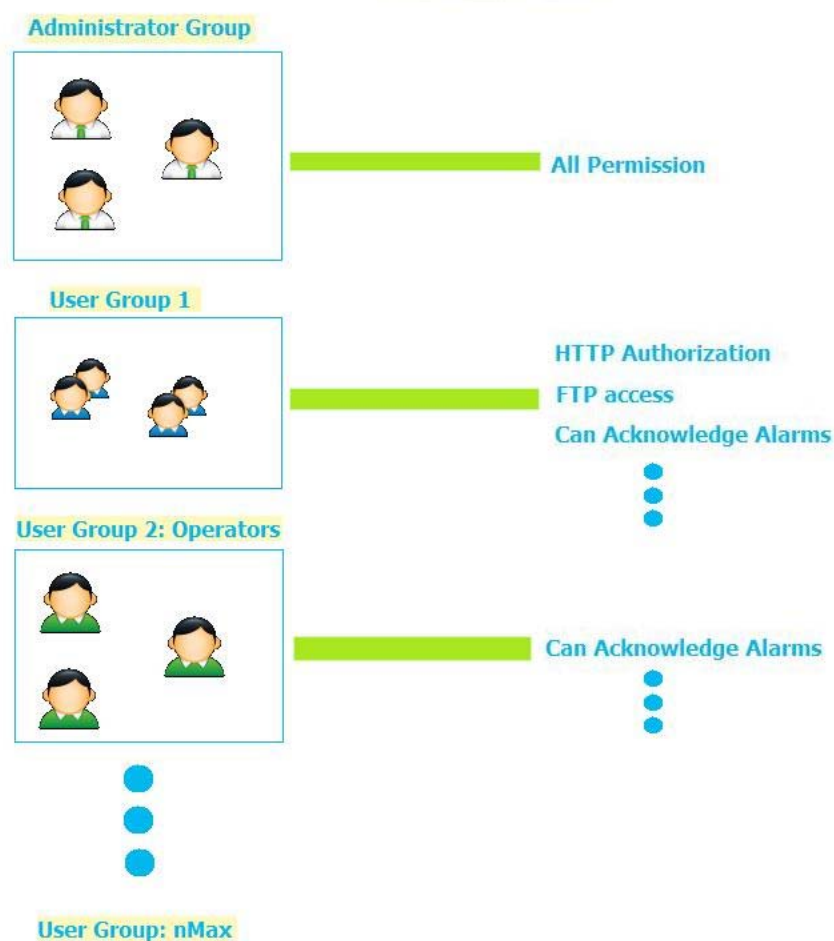 Administrator Group
All Permission
User Group 1
HTTP Authorization
FTP access
Can Acknowledge Alarms
User Group 2: Operators
Can Acknowledge Alarms
User Group: nMax